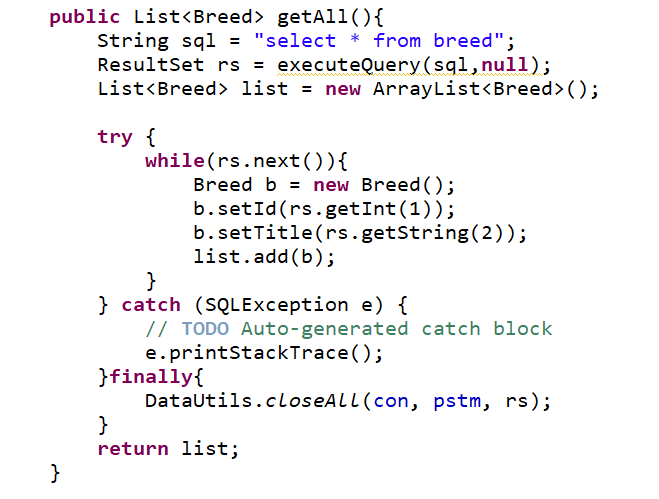 public List<Breed> getAll(){
    String sql = "select * from breed";
    ResultSet rs = executeQuery(sql,null);
    List<Breed> list = new ArrayList<Breed>();

    try {
        while(rs.next()){
            Breed b = new Breed();
            b.setId(rs.getInt(1));
            b.setTitle(rs.getString(2));
            list.add(b);
        }
    } catch (SQLException e) {
        // TODO Auto-generated catch block
        e.printStackTrace();
    }finally{
        DataUtils.closeAll(con, pstm, rs);
    }
    return list;
}